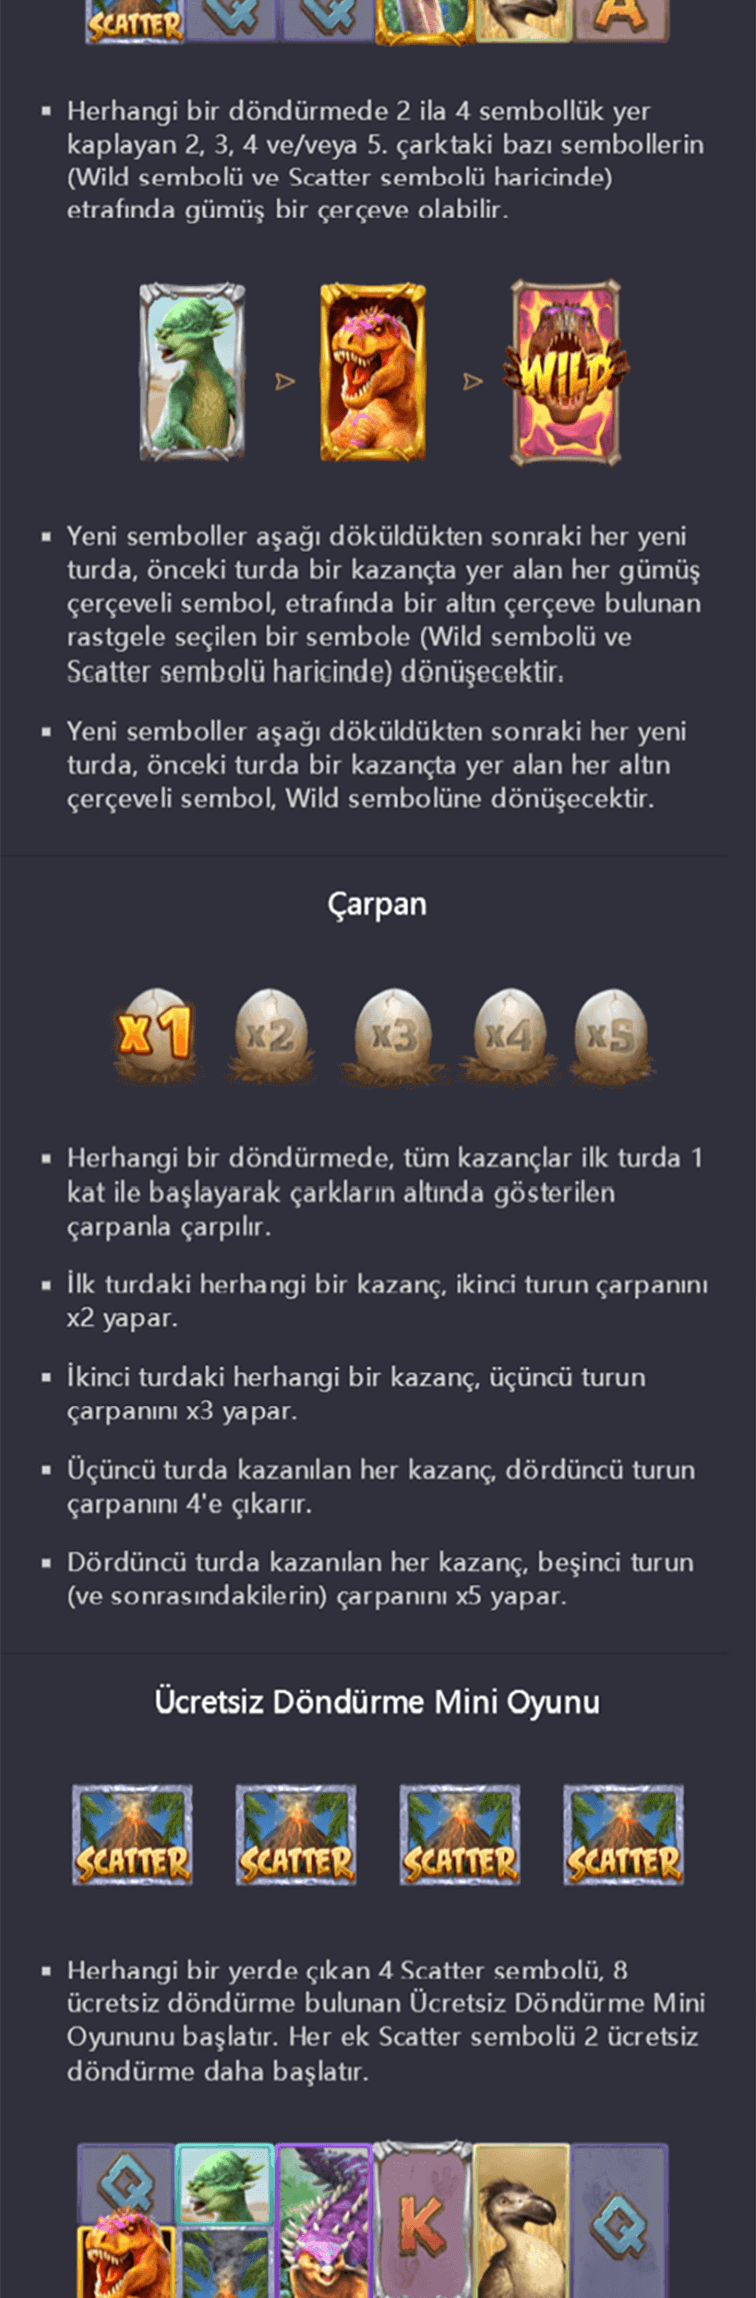 SCATTER Q Q A
Herhangi bir döndürmede 2 ila 4 sembollük yer
kaplayan 2, 3, 4 ve/veya 5. çarktaki bazı sembollerin
(Wild sembolü ve Scatter sembolü haricinde)
etrafında gümüş bir çerçeve olabilir.
WILD
Yeni semboller aşağı döküldükten sonraki her yeni
turda, önceki turda bir kazançta yer alan her gümüş
çerçeveli sembol, etrafında bir altın çerçeve bulunan
rastgele seçilen bir sembole (Wild sembolü ve
Scatter sembolü haricinde) dönüşecektir.
Yeni semboller aşağı döküldükten sonraki her yeni
turda, önceki turda bir kazançta yer alan her altın
çerçeveli sembol, Wild sembolüne dönüşecektir.
Çarpan
x1 x2 x3 x4 x5
Herhangi bir döndürmede, tüm kazançlar ilk turda 1
kat ile başlayarak çarkların altında gösterilen
çarpanla çarpılır.
İlk turdaki herhangi bir kazanç, ikinci turun çarpanını
x2 yapar.
İkinci turdaki herhangi bir kazanç, üçüncü turun
çarpanını x3 yapar.
Üçüncü turda kazanılan her kazanç, dördüncü turun
çarpanını 4'e çıkarır.
Dördüncü turda kazanılan her kazanç, beşinci turun
(ve sonrasındakilerin) çarpanını x5 yapar.
Ücretsiz Döndürme Mini Oyunu
SCATTER SCATTER SCATTER SCATTER
Herhangi bir yerde çıkan 4 Scatter sembolü, 8
ücretsiz döndürme bulunan Ücretsiz Döndürme Mini
Oyununu başlatır. Her ek Scatter sembolü 2 ücretsiz
döndürme daha başlatır.
Q K Q